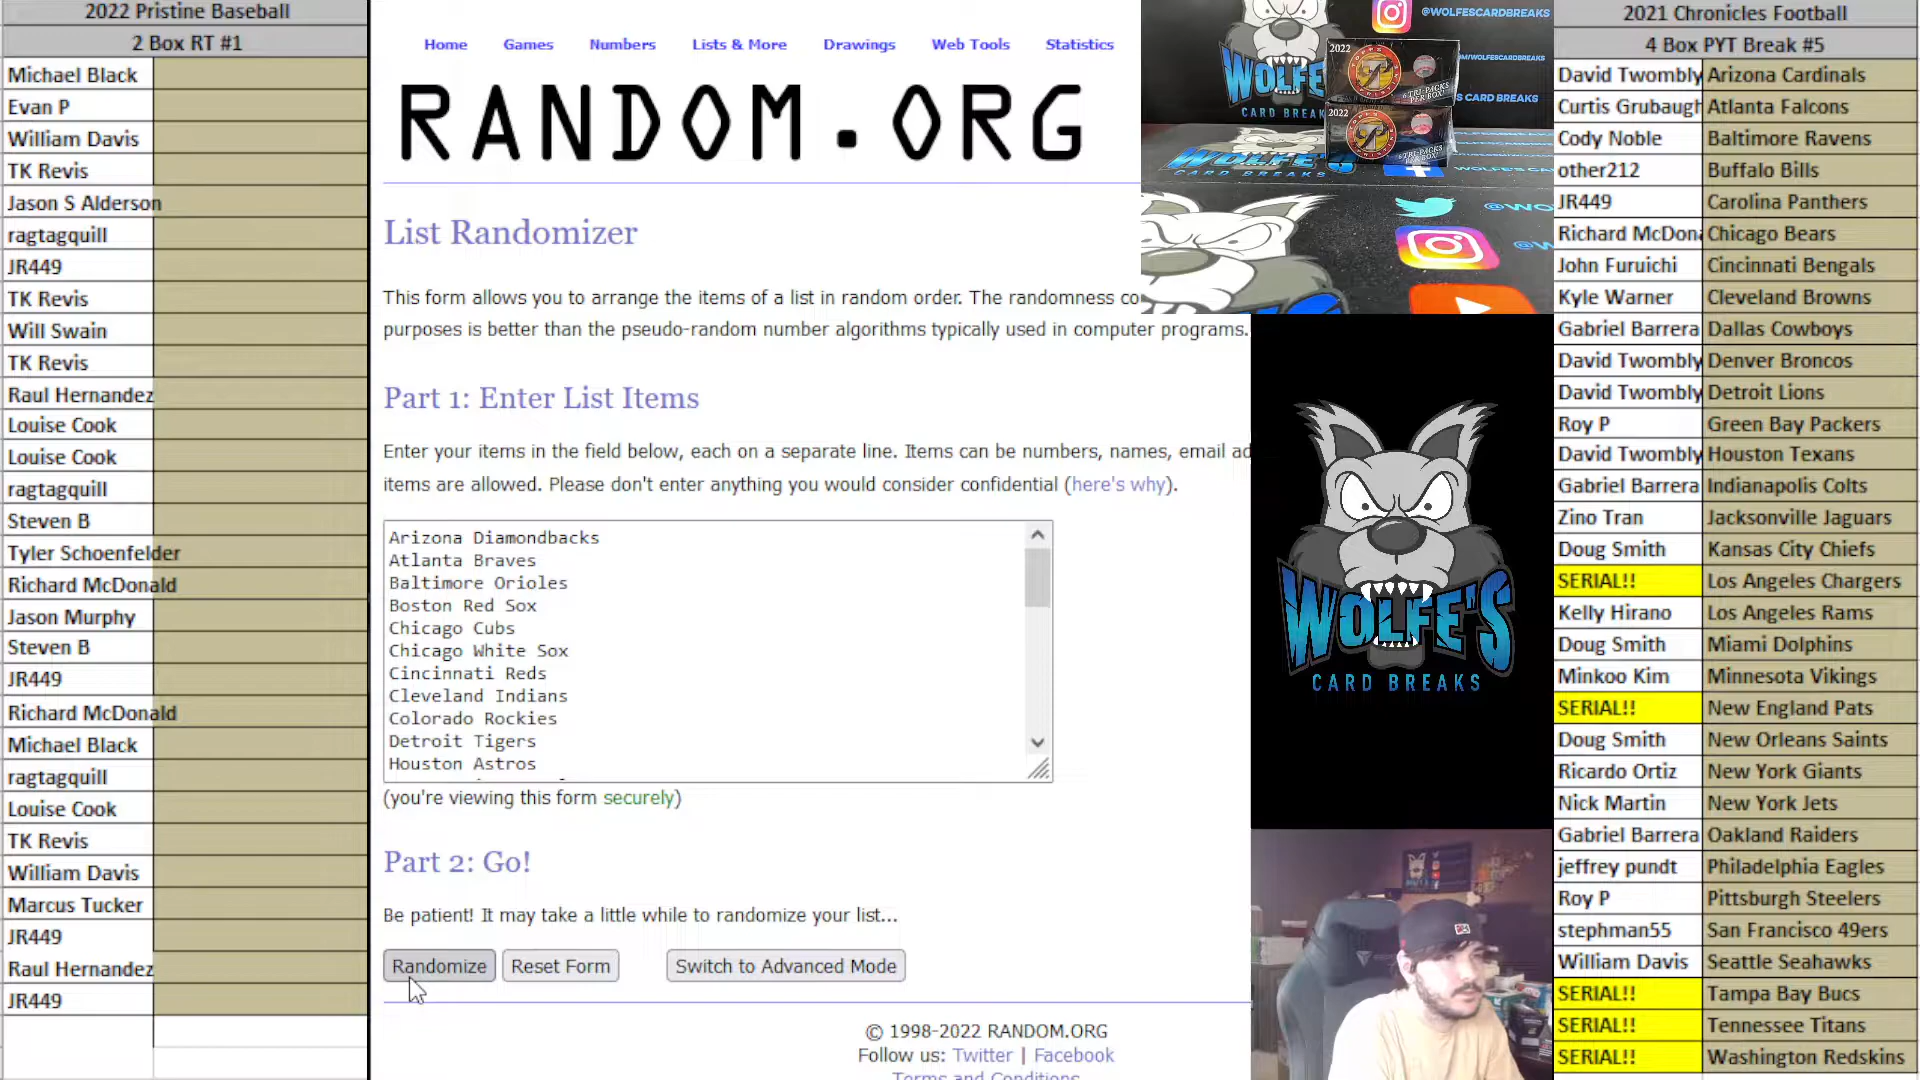 2022 Pristine Baseball
2 Box RT #1
Michael Black
Evan P
William Davis
TK Revis
Jason S Alderson
ragtagquill
JR449
TK Revis
Will Swain
TK Revis
Raul Hernandez
Louise Cook
Louise Cook
ragtagquill
Steven B
Tyler Schoenfelder
Richard McDonald
Jason Murphy
Steven B
JR449
Richard McDonald
Michael Black
ragtagquill
Louise Cook
TK Revis
William Davis
Marcus Tucker
JR449
Raul Hernandez
JR449
Home Games Numbers Lists & More Drawings Web Tools Statistics
RANDOM.ORG
List Randomizer
This form allows you to arrange the items of a list in random order. The randomness co
purposes is better than the pseudo-random number algorithms typically used in computer programs.
Part 1: Enter List Items
Enter your items in the field below, each on a separate line. Items can be numbers, names, email ad
items are allowed. Please don't enter anything you would consider confidential (here's why).
Arizona Diamondbacks
Atlanta Braves
Baltimore Orioles
Boston Red Sox
Chicago Cubs
Chicago White Sox
Cincinnati Reds
Cleveland Indians
Colorado Rockies
Detroit Tigers
Houston Astros
(you're viewing this form securely)
Part 2: Go!
Be patient! It may take a little while to randomize your list...
Randomize Reset Form Switch to Advanced Mode
© 1998-2022 RANDOM.ORG
Follow us: Twitter | Facebook
Terms and Conditions
@WOLFESCARDBREAKS
WOLFE
CARD BREAKS
2022
2022
S CARD BREAKS
6 TRI-PACKS
PER BOX!
WOLFE'S
CARD BREAKS
WOLFE'S
CARD BREAKS
2021 Chronicles Football
4 Box PYT Break #5
David Twombly Arizona Cardinals
Curtis Grubaugh Atlanta Falcons
Cody Noble Baltimore Ravens
other212 Buffalo Bills
JR449 Carolina Panthers
Richard McDona Chicago Bears
John Furuichi Cincinnati Bengals
Kyle Warner Cleveland Browns
Gabriel Barrera Dallas Cowboys
David Twombly Denver Broncos
David Twombly Detroit Lions
Roy P Green Bay Packers
David Twombly Houston Texans
Gabriel Barrera Indianapolis Colts
Zino Tran Jacksonville Jaguars
Doug Smith Kansas City Chiefs
SERIAL!! Los Angeles Chargers
Kelly Hirano Los Angeles Rams
Doug Smith Miami Dolphins
Minkoo Kim Minnesota Vikings
SERIAL!! New England Pats
Doug Smith New Orleans Saints
Ricardo Ortiz New York Giants
Nick Martin New York Jets
Gabriel Barrera Oakland Raiders
jeffrey pundt Philadelphia Eagles
Roy P Pittsburgh Steelers
stephman55 San Francisco 49ers
William Davis Seattle Seahawks
SERIAL!! Tampa Bay Bucs
SERIAL!! Tennessee Titans
SERIAL!! Washington Redskins